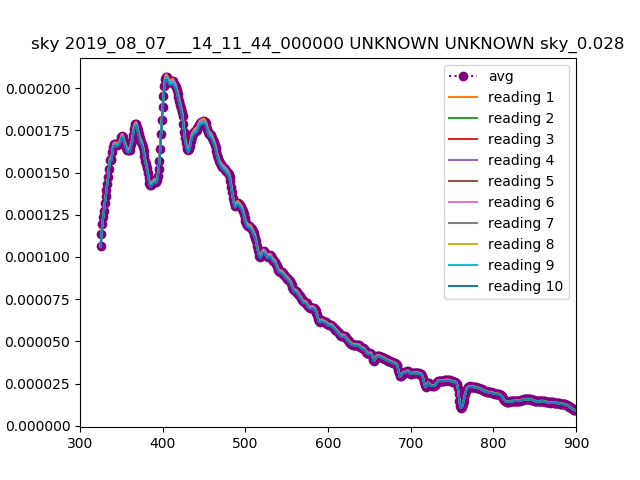 sky 2019_08_07___14_11_44_000000 UNKNOWN UNKNOWN sky_0.028
0.000200
0.000175
0.000150
0.000125
0.000100
0.000075
0.000050
0.000025
0.000000
300 400 500 600 700 800 900
avg
reading 1
reading 2
reading 3
reading 4
reading 5
reading 6
reading 7
reading 8
reading 9
reading 10